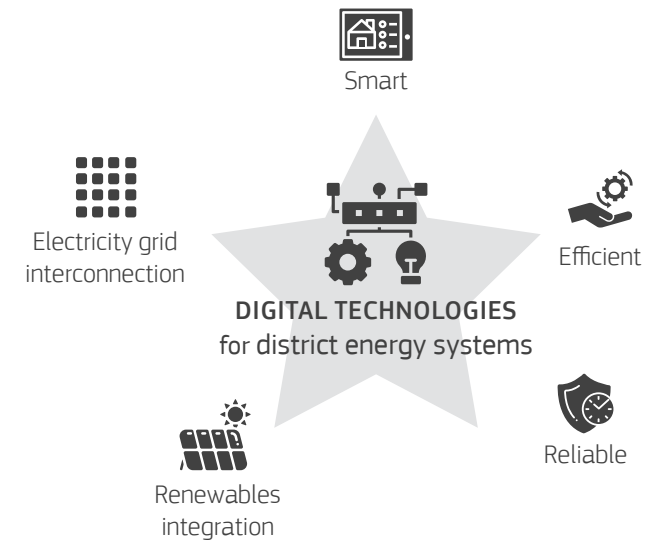 Smart
Electricity grid
interconnection
Efficient
DIGITAL TECHNOLOGIES
for district energy systems
Reliable
Renewables
integration